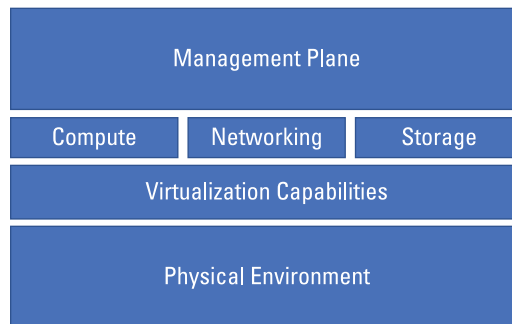 Management Plane
Compute
Networking
Storage
Virtualization Capabilities
Physical Environment